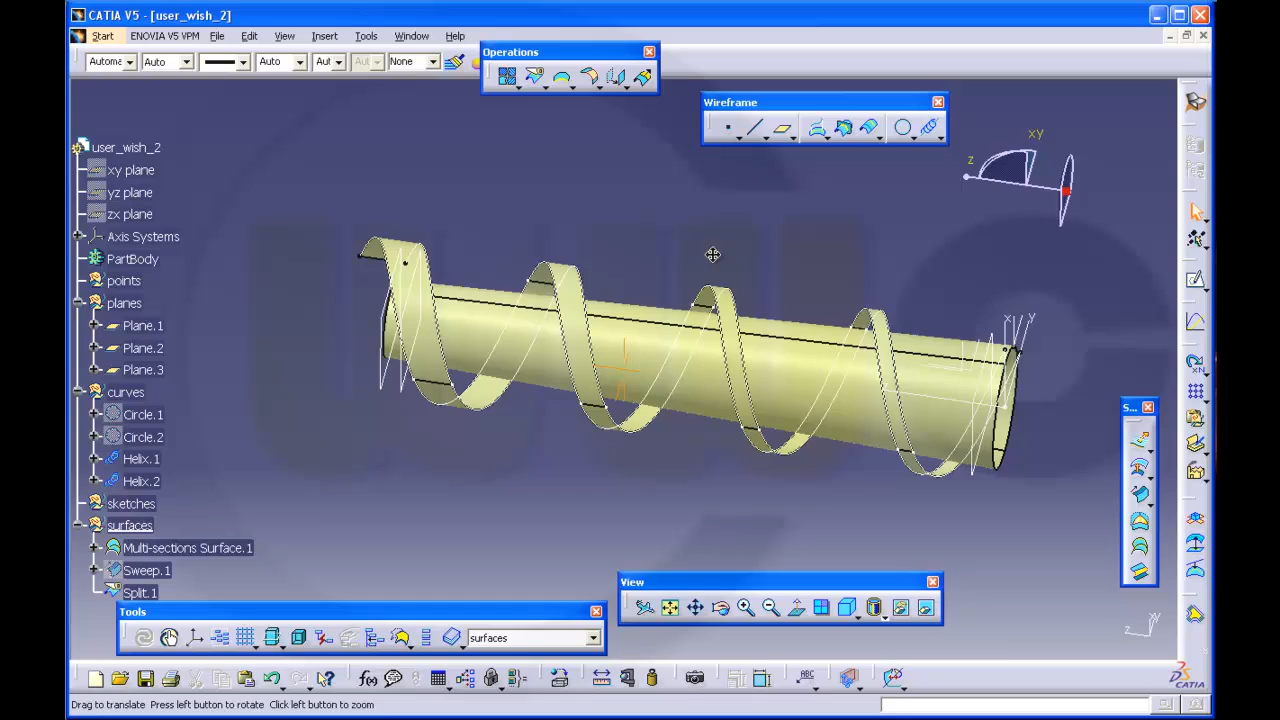 CATIA V5 - [user_wish_2]
Start ENOVIA V5 VPM File Edit View Insert Tools Window Help
Automa Auto Auto Aut Aut None
Operations
Wireframe
user_wish_2
xy plane
yz plane
zx plane
Axis Systems
PartBody
points
planes
Plane.1
Plane.2
Plane.3
curves
Circle.1
Circle.2
Helix.1
Helix.2
sketches
surfaces
Multi-sections Surface.1
Sweep.1
Split.1
xy
z
x y
S...
Tools
surfaces
View
f(x)
ABC
CATIA
Drag to translate Press left button to rotate Click left button to zoom